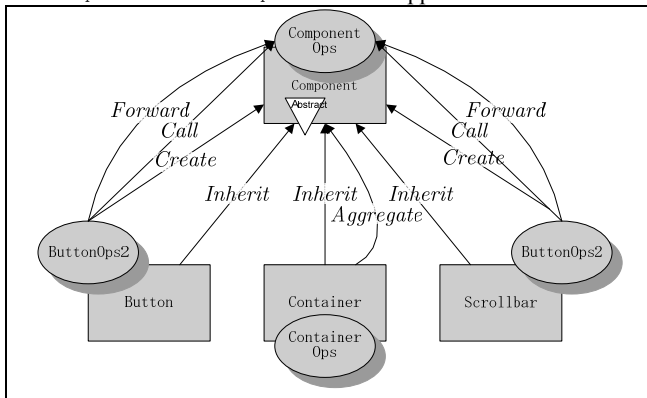 Component
Ops
Component
Abstract
Forward
Call
Create
Forward
Call
Create
Inherit
Inherit
Inherit
Aggregate
ButtonOps2
ButtonOps2
Button
Container
Scrollbar
Container
Ops